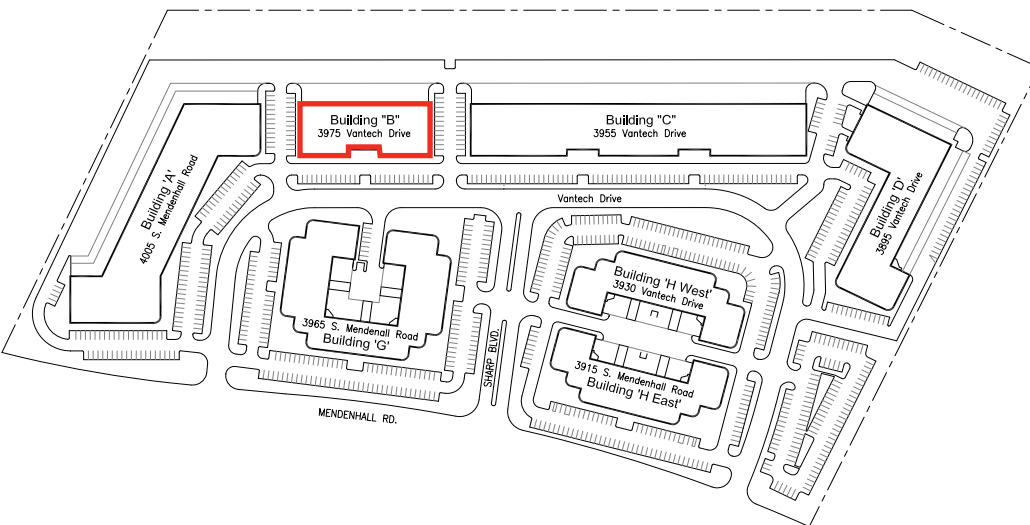 Building "B"
3975 Vantech Drive
Building "C"
3955 Vantech Drive
Building 'A'
4005 S. Mendenhall Road
Building 'D'
3895 Vantech Drive
Vantech Drive
Building 'H West'
3930 Vantech Drive
3965 S. Mendenall Road
Building 'G'
SHARP BLVD.
3915 S. Mendenhall Road
Building 'H East'
MENDENHALL RD.